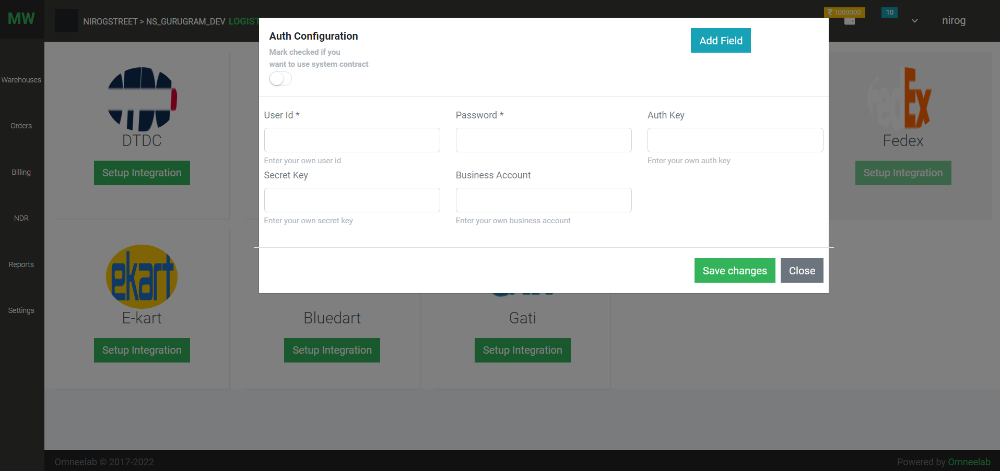 MW
NIROGSTREET > NS_GURUGRAM_DEV LOGIST
₹ 1000000
10
nirog
Warehouses
Orders
Billing
NDR
Reports
Settings
Auth Configuration
Add Field
Mark checked if you
want to use system contract
User Id *
Password *
Auth Key
Enter your own user id
Enter your own auth key
Secret Key
Business Account
Enter your own secret key
Enter your own business account
Save changes
Close
DTDC
Setup Integration
FedEx
Fedex
Setup Integration
ekart
E-kart
Setup Integration
Bluedart
Setup Integration
Gati
Setup Integration
Omneelab © 2017-2022
Powered by Omneelab